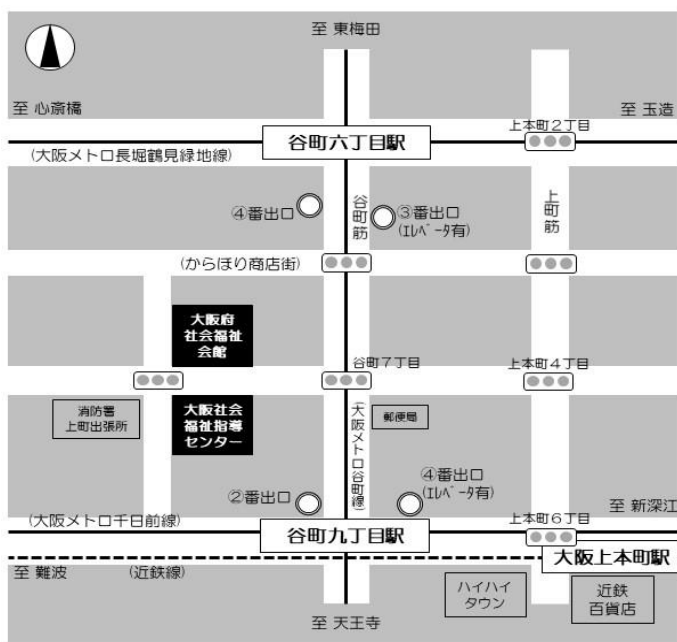 至 東梅田
至 心斎橋
至 玉造
上本町2丁目
谷町六丁目駅
(大阪メトロ長堀鶴見緑地線)
④番出口
谷町筋
③番出口
(ｴﾚﾍﾞｰﾀ有)
上町筋
(からほり商店街)
大阪府
社会福祉
会館
谷町7丁目
上本町4丁目
消防署
上町出張所
大阪社会
福祉指導
センター
(大阪メトロ谷町線)
郵便局
②番出口
④番出口
(ｴﾚﾍﾞｰﾀ有)
至 新深江
(大阪メトロ千日前線)
上本町6丁目
谷町九丁目駅
大阪上本町駅
至 難波
(近鉄線)
ハイハイ
タウン
近鉄
百貨店
至 天王寺